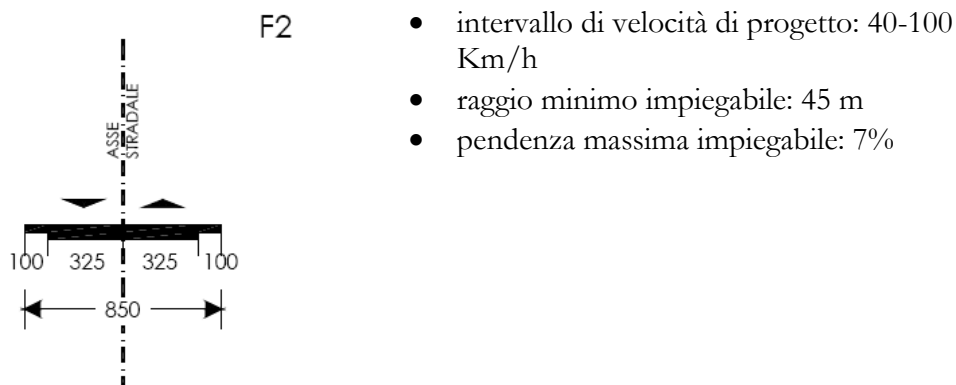 F2
ASSE
STRADALE
100 325 325 100
850
• intervallo di velocità di progetto: 40-100
Km/h
• raggio minimo impiegabile: 45 m
• pendenza massima impiegabile: 7%